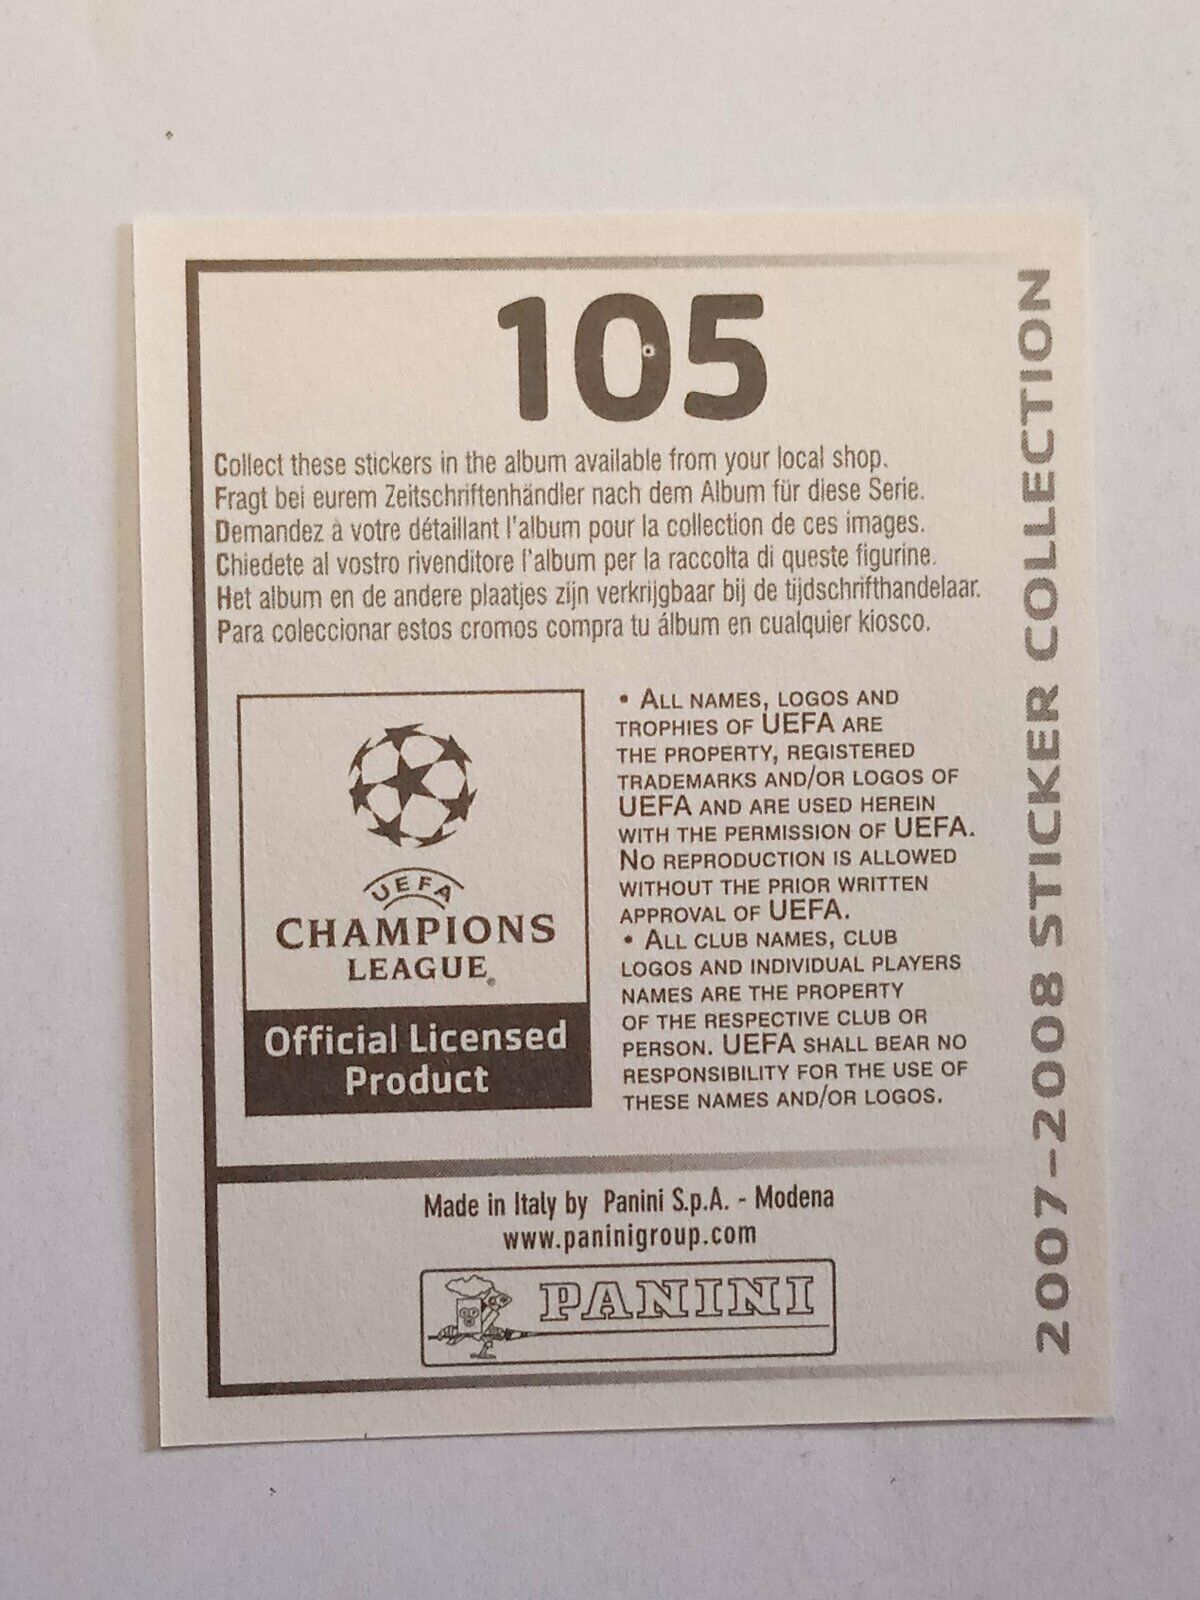 105
Collect these stickers in the album available from your local shop.
Fragt bei eurem Zeitschriftenhändler nach dem Album für diese Serie.
Demandez à votre détaillant l'album pour la collection de ces images.
Chiedete al vostro rivenditore l'album per la raccolta di queste figurine.
Het album en de andere plaatjes zijn verkrijgbaar bij de tijdschrifthandelaar.
Para coleccionar estos cromos compra tu álbum en cualquier kiosco.
UEFA
CHAMPIONS
LEAGUE®
Official Licensed
Product
• ALL NAMES, LOGOS AND
TROPHIES OF UEFA ARE
THE PROPERTY, REGISTERED
TRADEMARKS AND/OR LOGOS OF
UEFA AND ARE USED HEREIN
WITH THE PERMISSION OF UEFA.
NO REPRODUCTION IS ALLOWED
WITHOUT THE PRIOR WRITTEN
APPROVAL OF UEFA.
• ALL CLUB NAMES, CLUB
LOGOS AND INDIVIDUAL PLAYERS
NAMES ARE THE PROPERTY
OF THE RESPECTIVE CLUB OR
PERSON. UEFA SHALL BEAR NO
RESPONSIBILITY FOR THE USE OF
THESE NAMES AND/OR LOGOS.
Made in Italy by Panini S.p.A. - Modena
www.paninigroup.com
PANINI
2007-2008 STICKER COLLECTION